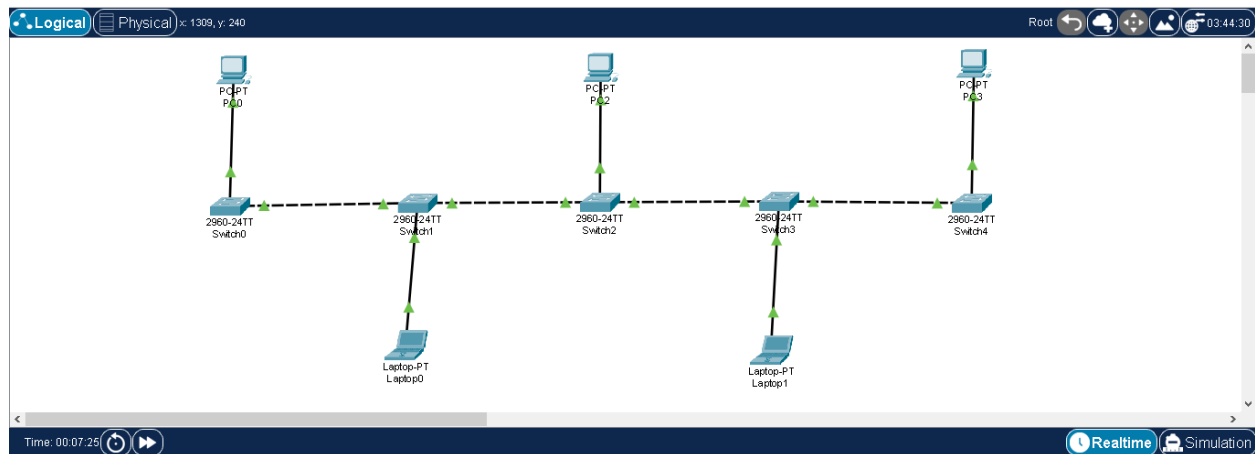 Logical Physical x: 1309, y: 240 Root 03:44:30
PC-PT
PC0
PC-PT
PC2
PC-PT
PC3
2960-24TT
Switch0
2960-24TT
Switch1
2960-24TT
Switch2
2960-24TT
Switch3
2960-24TT
Switch4
Laptop-PT
Laptop0
Laptop-PT
Laptop1
Time: 00:07:25 Realtime Simulation